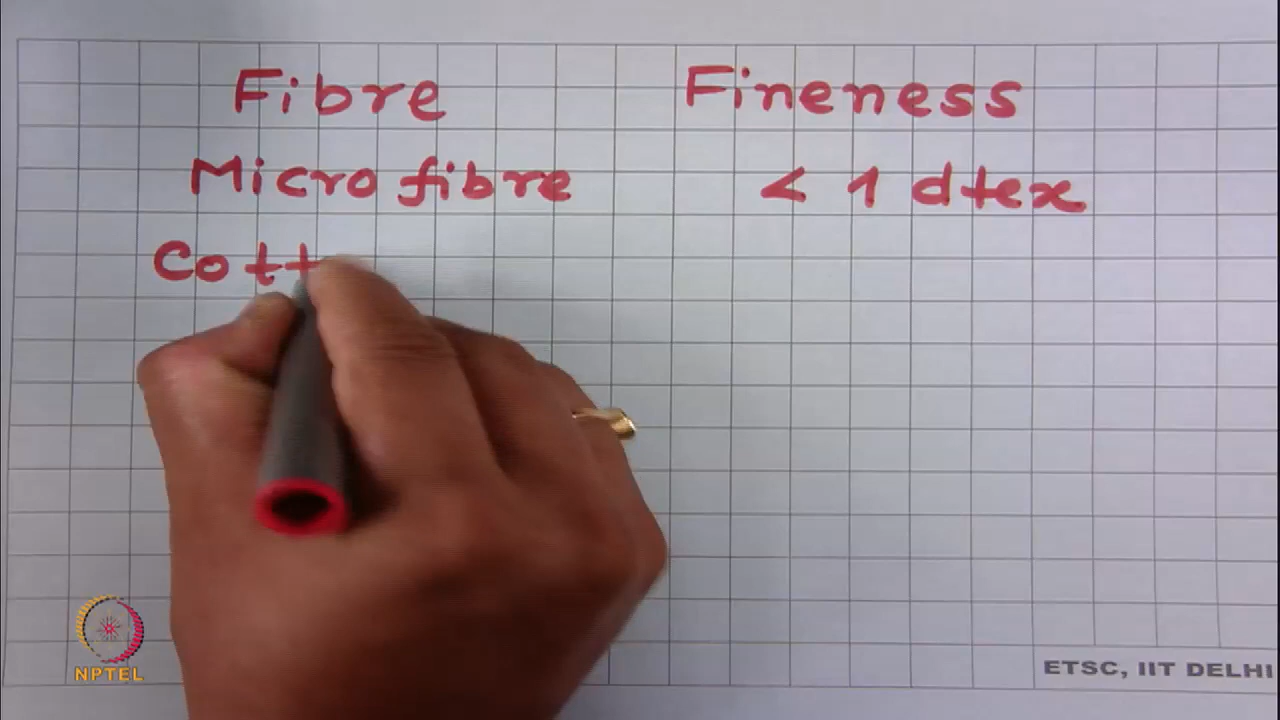 Fibre Fineness
Micro fibre < 1 dtex
Cott
NPTEL
ETSC, IIT DELHI